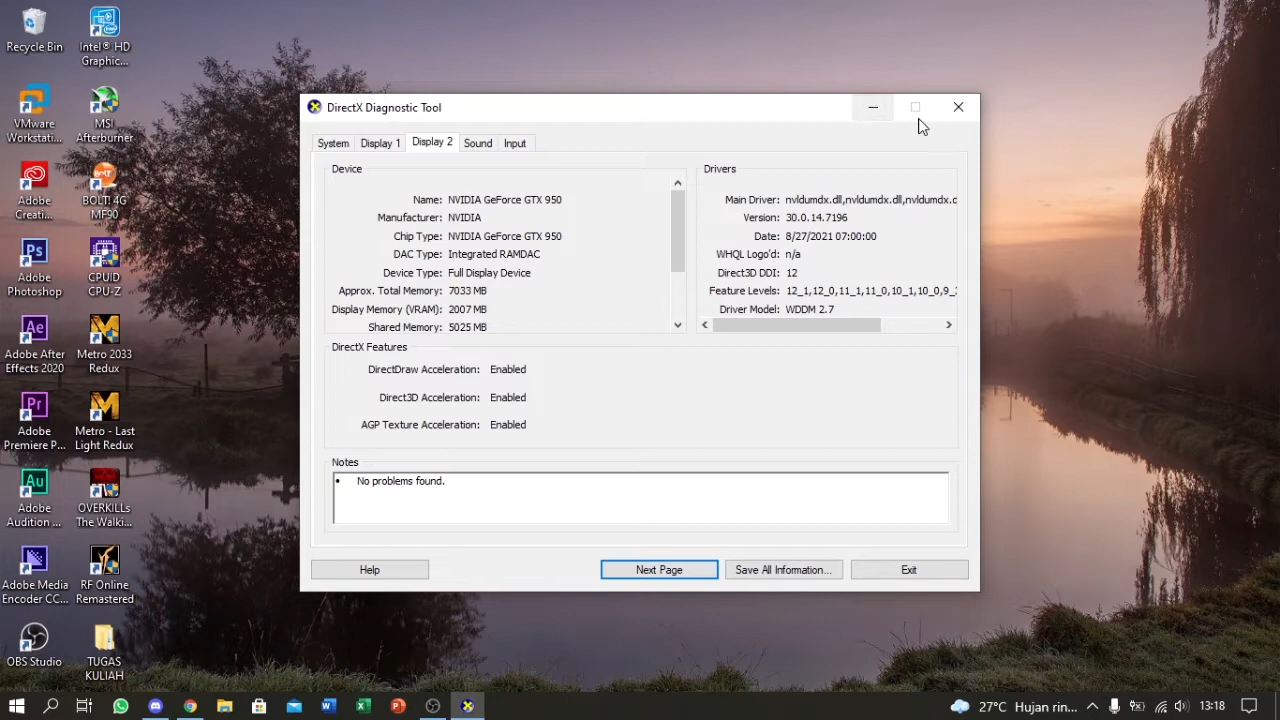 Recycle Bin
Intel® HD
Graphic...
VMware
Workstati...
MSI
Afterburner
Adobe
Creati...
BOLT! 4G
MF90
Adobe
Photoshop
CPUID
CPU-Z
Adobe After
Effects 2020
Metro 2033
Redux
Adobe
Premiere P...
Metro - Last
Light Redux
Adobe
Audition ...
OVERKILLs
The Walki...
Adobe Media
Encoder CC...
RF Online
Remastered
OBS Studio
TUGAS
KULIAH
DirectX Diagnostic Tool
System Display 1 Display 2 Sound Input
Device
Name: NVIDIA GeForce GTX 950
Manufacturer: NVIDIA
Chip Type: NVIDIA GeForce GTX 950
DAC Type: Integrated RAMDAC
Device Type: Full Display Device
Approx. Total Memory: 7033 MB
Display Memory (VRAM): 2007 MB
Shared Memory: 5025 MB
Drivers
Main Driver: nvldumdx.dll,nvldumdx.dll,nvldumdx.d
Version: 30.0.14.7196
Date: 8/27/2021 07:00:00
WHQL Logo'd: n/a
Direct3D DDI: 12
Feature Levels: 12_1,12_0,11_1,11_0,10_1,10_0,9_3
Driver Model: WDDM 2.7
DirectX Features
DirectDraw Acceleration: Enabled
Direct3D Acceleration: Enabled
AGP Texture Acceleration: Enabled
Notes
• No problems found.
Help
Next Page
Save All Information...
Exit
27°C Hujan rin...
13:18